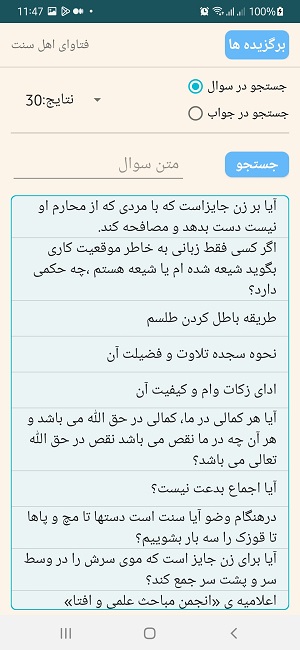 11:47 100%
فتاوای اهل سنت برگزیده ها
جستجو در سوال
نتایج:30
جستجو در جواب
متن سوال جستجو
آیا بر زن جایزاست که با مردی که از محارم او
نیست دست بدهد و مصافحه کند.
اگر کسی فقط زبانی به خاطر موقعیت کاری
بگوید شیعه شده ام یا شیعه هستم ،چه حکمی
دارد؟
طریقه باطل کردن طلسم
نحوه سجده تلاوت و فضیلت آن
ادای زکات وام و کیفیت آن
آیا هر کمالی در ما، کمالی در حق الله می باشد و
هر آن چه در ما نقص می باشد نقص در حق الله
تعالی می باشد؟
آیا اجماع بدعت نیست؟
درهنگام وضو آیا سنت است دستها تا مچ و پاها
تا قوزک را سه بار بشوییم؟
آیا برای زن جایز است که موی سرش را در وسط
سر و پشت سر جمع کند؟
اعلامیه ی «انجمن مباحث علمی و افتا»